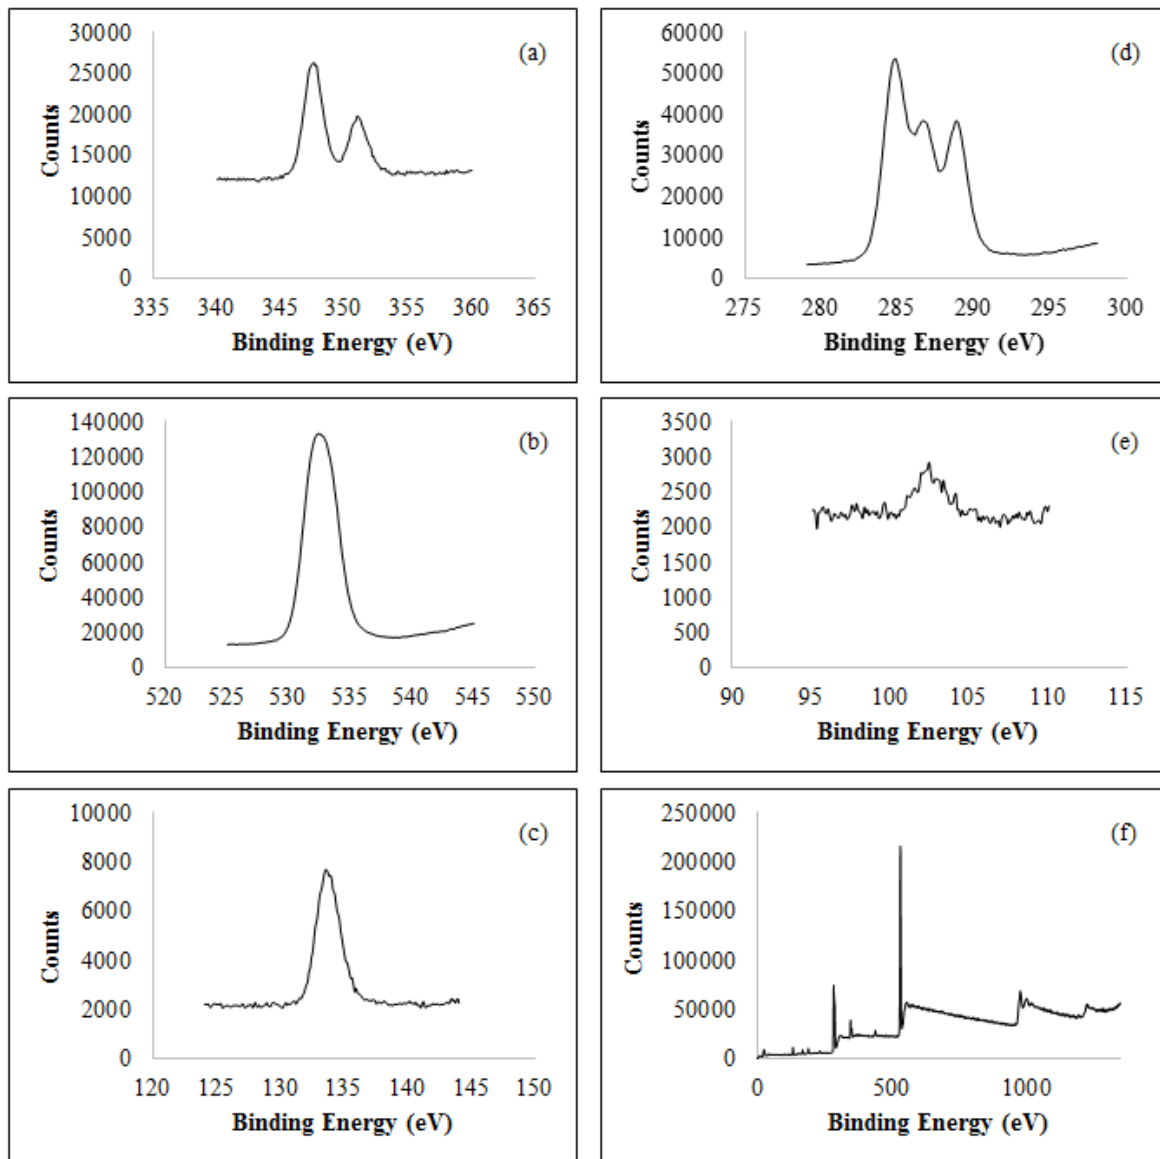 30000
(a)
25000
20000
Counts
15000
10000
5000
0
335 340 345 350 355 360 365
Binding Energy (eV)
60000
(d)
50000
40000
Counts
30000
20000
10000
0
275 280 285 290 295 300
Binding Energy (eV)
140000
(b)
120000
100000
80000
Counts
60000
40000
20000
0
520 525 530 535 540 545 550
Binding Energy (eV)
3500
(e)
3000
2500
2000
Counts
1500
1000
500
0
90 95 100 105 110 115
Binding Energy (eV)
10000
(c)
8000
6000
Counts
4000
2000
0
120 125 130 135 140 145 150
Binding Energy (eV)
250000
(f)
200000
150000
Counts
100000
50000
0
0 500 1000
Binding Energy (eV)